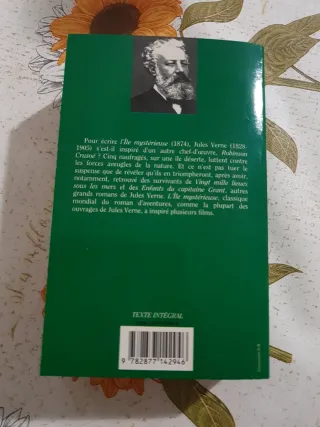 Pour écrire l'Île mystérieuse (1874), Jules Verne (1828-
1905) s'est-il inspiré d'un autre chef-d'œuvre, Robinson
Crusoé ? Cinq naufragés, sur une île déserte, luttent contre
les forces aveugles de la nature. Et ce n'est pas tuer le
suspense que de révéler qu'ils en triompheront, après avoir,
notamment, retrouvé des survivants de Vingt mille lieues
sous les mers et des Enfants du capitaine Grant, autres
grands romans de Jules Verne. L'Île mystérieuse, classique
mondial du roman d'aventures, comme la plupart des
ouvrages de Jules Verne, a inspiré plusieurs films.
TEXTE INTÉGRAL
9 782877 142946